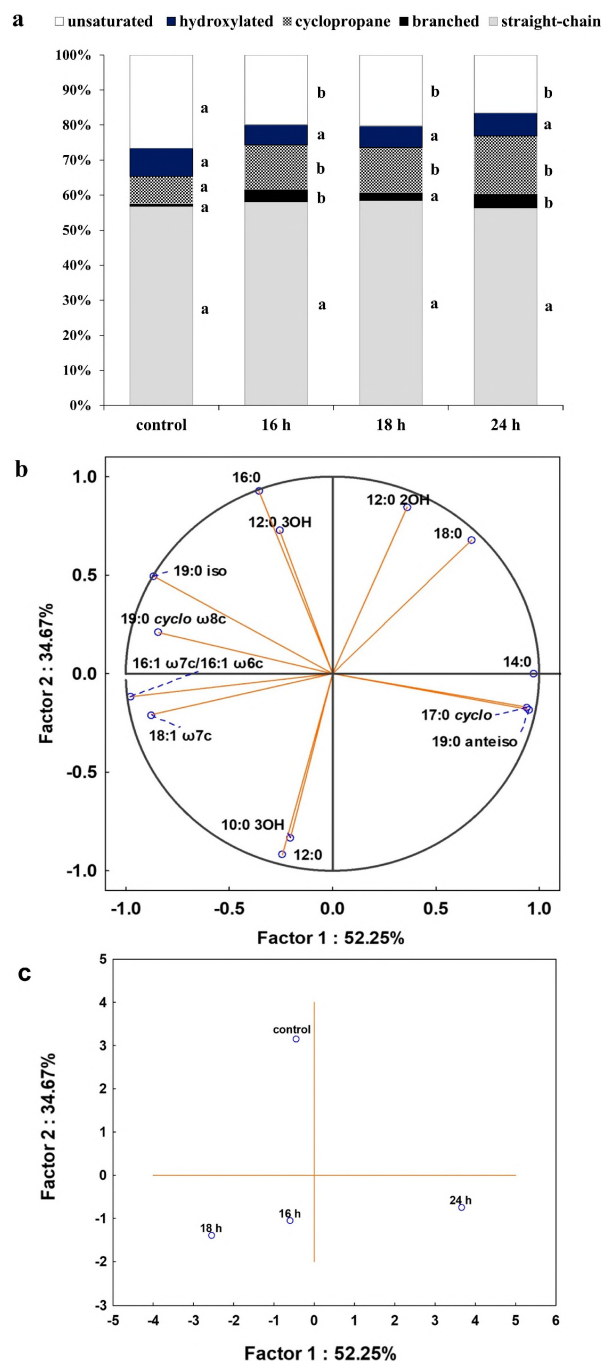 a
unsaturated hydroxylated cyclopropane branched straight-chain
100%
90%
80%
70%
60%
50%
40%
30%
20%
10%
0%
a
a
a
a
a
b
a
b
b
a
b
a
b
a
a
b
a
b
b
a
control 16 h 18 h 24 h
b
Factor 2 : 34.67%
1.0
0.5
0.0
-0.5
-1.0
16:0
12:0 3OH
12:0 2OH
18:0
19:0 iso
19:0 cyclo ω8c
16:1 ω7c/16:1 ω6c
18:1 ω7c
14:0
17:0 cyclo
19:0 anteiso
10:0 3OH
12:0
-1.0 -0.5 0.0 0.5 1.0
Factor 1 : 52.25%
c
Factor 2 : 34.67%
5
4
3
2
1
0
-1
-2
-3
control
18 h
16 h
24 h
-5 -4 -3 -2 -1 0 1 2 3 4 5 6
Factor 1 : 52.25%